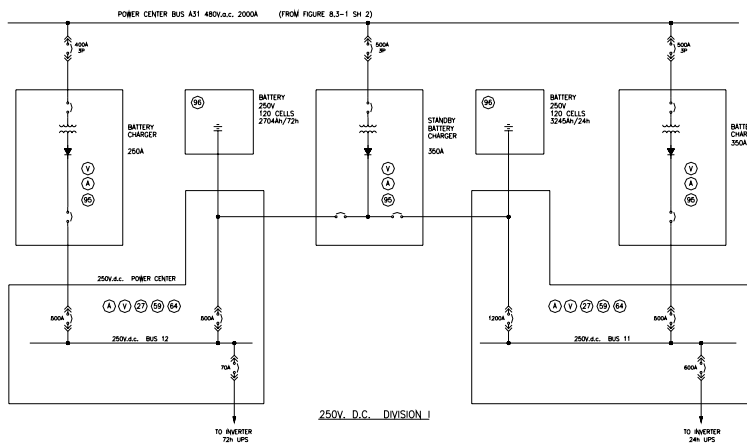 POWER CENTER BUS A31 480V.a.c. 2000A (FROM FIGURE 8.3-1 SH 2)
400A
3P
500A
3P
500A
3P
BATTERY
CHARGER
250A
96
BATTERY
250V
120 CELLS
2704Ah/72h
STANDBY
BATTERY
CHARGER
350A
96
BATTERY
250V
120 CELLS
3245Ah/24h
350A
V
A
95
V
A
95
V
A
95
250V.d.c. POWER CENTER
A V 27 59 64
A V 27 59 64
500A
800A
1200A
600A
250V.d.c. BUS 12
250V.d.c. BUS 11
70A
600A
250V. D.C. DIVISION I
TO INVERTER
72h UPS
TO INVERTER
24h UPS